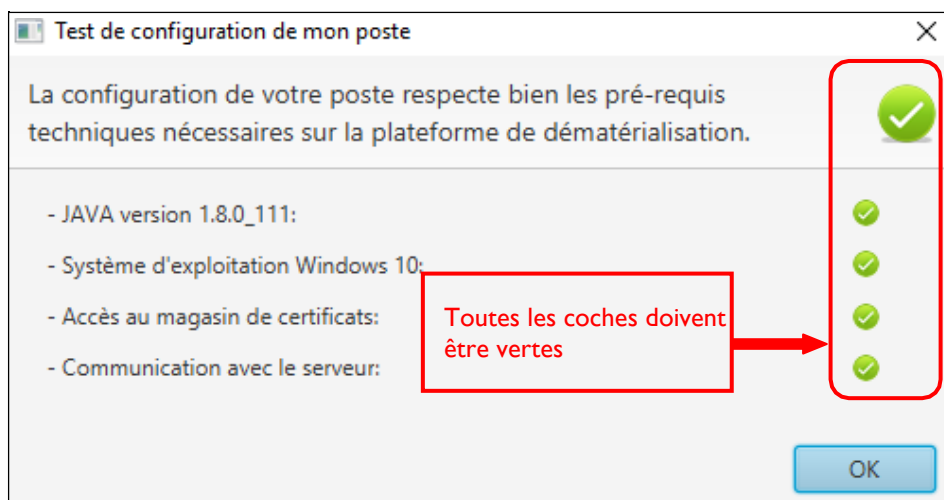 Test de configuration de mon poste
La configuration de votre poste respecte bien les pré-requis
techniques nécessaires sur la plateforme de dématérialisation.
- JAVA version 1.8.0_111:
- Système d'exploitation Windows 10:
- Accès au magasin de certificats:
- Communication avec le serveur:
Toutes les coches doivent
être vertes
OK